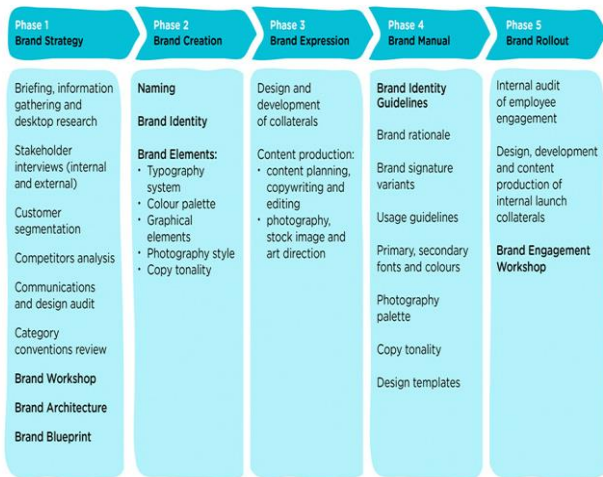 Phase 1
Brand Strategy
Phase 2
Brand Creation
Phase 3
Brand Expression
Phase 4
Brand Manual
Phase 5
Brand Rollout
Briefing, information
gathering and
desktop research
Stakeholder
interviews (internal
and external)
Customer
segmentation
Competitors analysis
Communications
and design audit
Category
conventions review
Brand Workshop
Brand Architecture
Brand Blueprint
Naming
Brand Identity
Brand Elements:
• Typography
system
• Colour palette
• Graphical
elements
• Photography style
• Copy tonality
Design and
development
of collaterals
Content production:
• content planning,
copywriting and
editing
• photography,
stock image and
art direction
Brand Identity
Guidelines
Brand rationale
Brand signature
variants
Usage guidelines
Primary, secondary
fonts and colours
Photography
palette
Copy tonality
Design templates
Internal audit
of employee
engagement
Design, development
and content
production of
internal launch
collaterals
Brand Engagement
Workshop